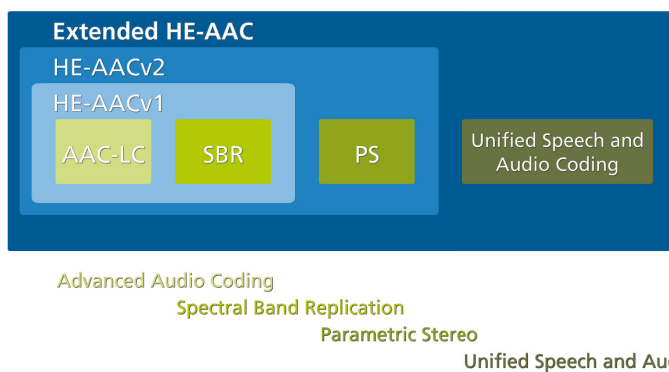 Extended HE-AAC
HE-AACv2
HE-AACv1
AAC-LC
SBR
PS
Unified Speech and
Audio Coding
Advanced Audio Coding
Spectral Band Replication
Parametric Stereo
Unified Speech and